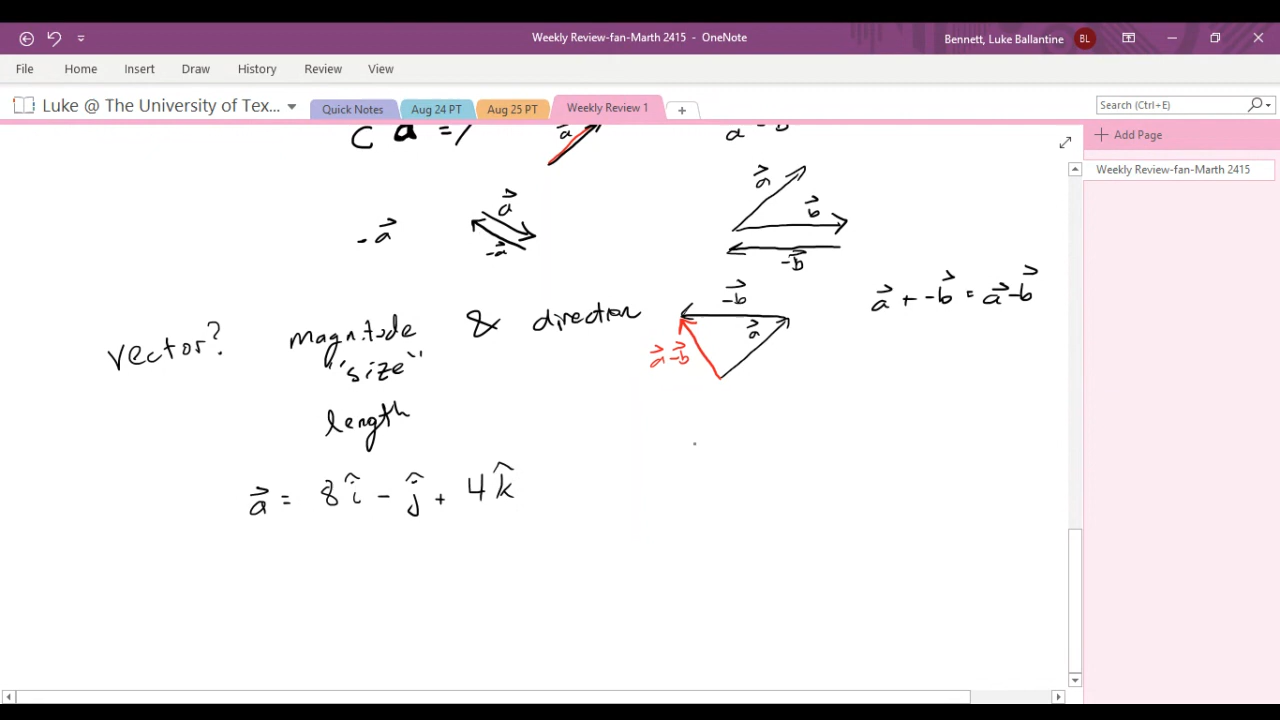 Weekly Review-fan-Marth 2415 - OneNote
Bennett, Luke Ballantine BL
File Home Insert Draw History Review View
Luke @ The University of Tex...
Quick Notes
Aug 24 PT
Aug 25 PT
Weekly Review 1
Search (Ctrl+E)
Add Page
Weekly Review-fan-Marth 2415
C a =
a⃗
a⃗
b⃗
-b⃗
-a⃗
a⃗
-a⃗
-b⃗
a⃗
a⃗-b⃗
a⃗ + -b⃗ = a⃗-b⃗
vector? magnitude & direction
"size"
length
a⃗ = 8î - ĵ + 4k̂